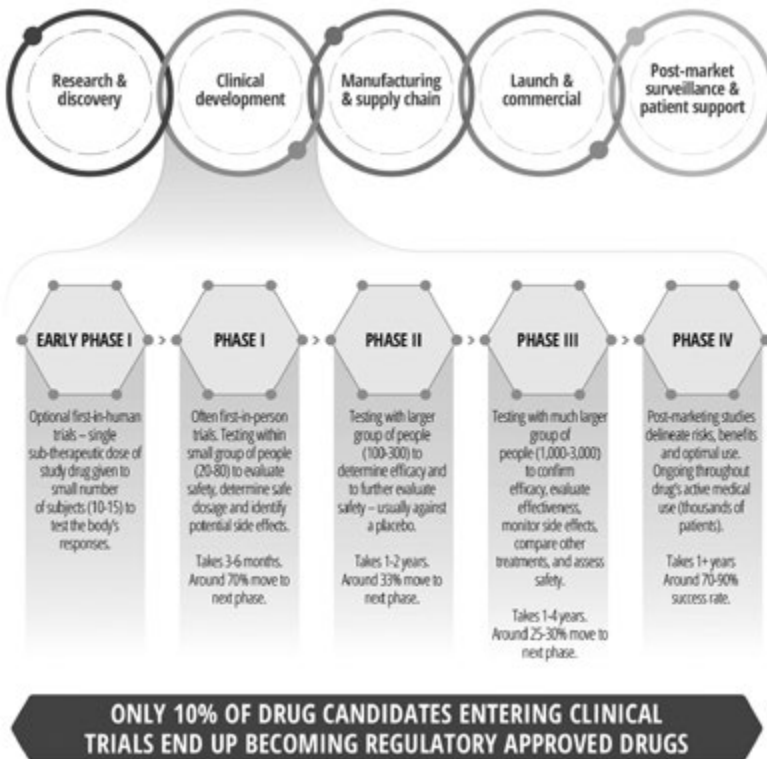 Research &
discovery
Clinical
development
Manufacturing
& supply chain
Launch &
commercial
Post-market
surveillance &
patient support
EARLY PHASE I
PHASE I
PHASE II
PHASE III
PHASE IV
Optional first-in-human
trials – single
sub-therapeutic dose of
study drug given to
small number
of subjects (10-15) to
test the body's
responses.
Often first-in-person
trials. Testing within
small group of people
(20-80) to evaluate
safety, determine safe
dosage and identify
potential side effects.
Takes 3-6 months.
Around 70% move to
next phase.
Testing with larger
group of people
(100-300) to
determine efficacy and
to further evaluate
safety – usually against
a placebo.
Takes 1-2 years.
Around 33% move to
next phase.
Testing with much larger
group of
people (1,000-3,000)
to confirm
efficacy, evaluate
effectiveness,
monitor side effects,
compare other
treatments, and assess
safety.
Takes 1-4 years.
Around 25-30% move to
next phase.
Post-marketing studies
delineate risks, benefits
and optimal use.
Ongoing throughout
drug's active medical
use (thousands of
patients).
Takes 1+ years
Around 70-90%
success rate.
ONLY 10% OF DRUG CANDIDATES ENTERING CLINICAL
TRIALS END UP BECOMING REGULATORY APPROVED DRUGS